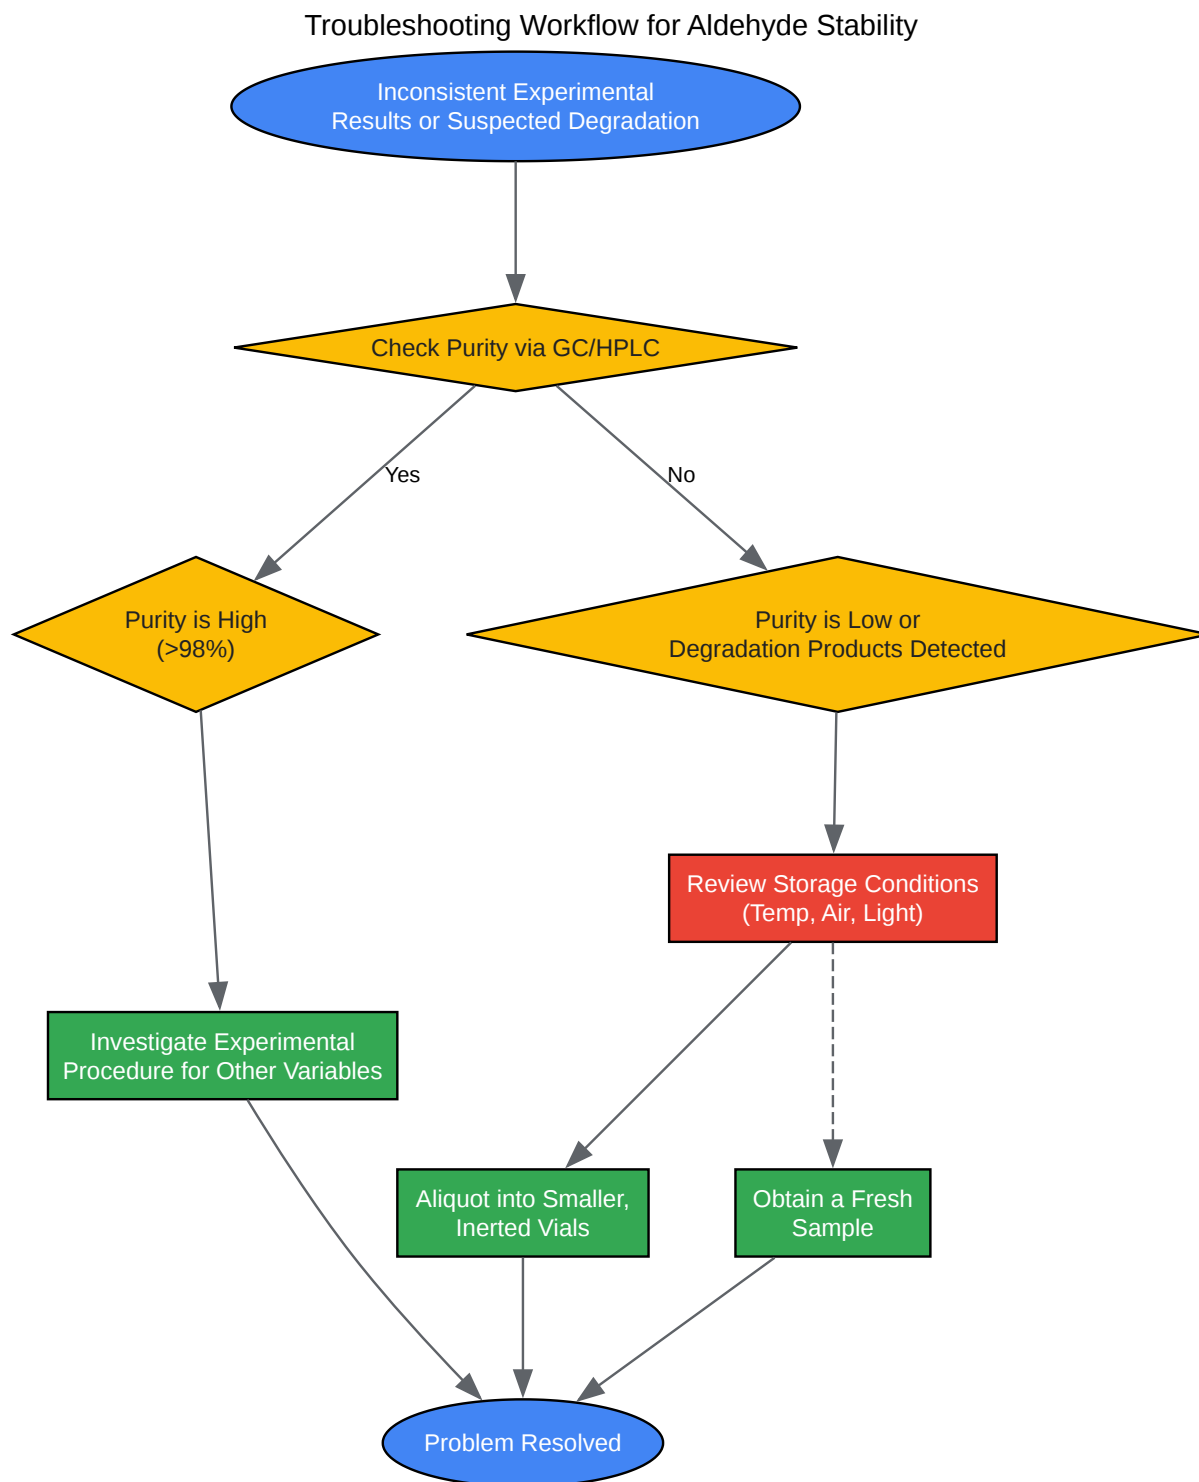 Troubleshooting Workflow for Aldehyde Stability
Inconsistent Experimental
Results or Suspected Degradation
Check Purity via GC/HPLC
Yes
No
Purity is High
(>98%)
Purity is Low or
Degradation Products Detected
Review Storage Conditions
(Temp, Air, Light)
Investigate Experimental
Procedure for Other Variables
Aliquot into Smaller,
Inerted Vials
Obtain a Fresh
Sample
Problem Resolved